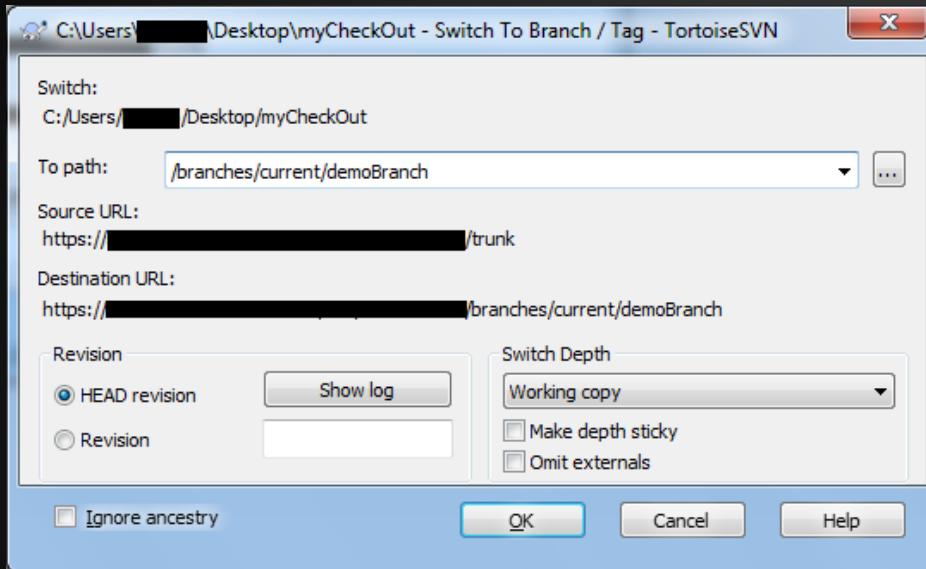 C:\Users\ \Desktop\myCheckOut - Switch To Branch / Tag - TortoiseSVN
Switch:
C:/Users/ /Desktop/myCheckOut
To path: /branches/current/demoBranch ...
Source URL:
https:// /trunk
Destination URL:
https:// /branches/current/demoBranch
Revision Switch Depth
HEAD revision Show log Working copy
Revision Make depth sticky
Omit externals
Ignore ancestry OK Cancel Help